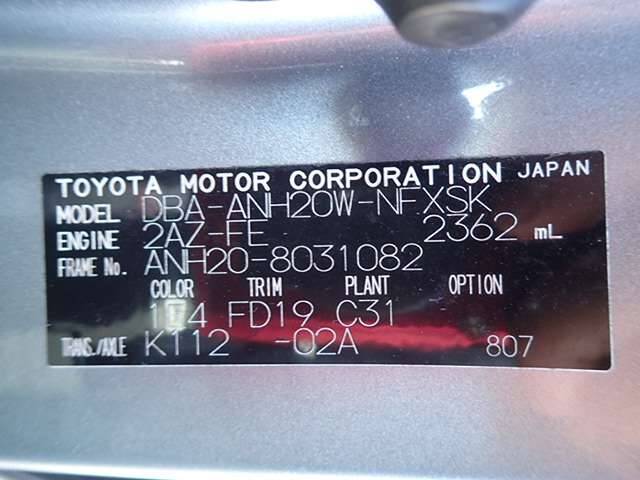 TOYOTA MOTOR CORPORATION JAPAN
MODEL DBA-ANH20W-NFXSK
ENGINE 2AZ-FE 2362 mL
FRAME No. ANH20-8031082
COLOR TRIM PLANT OPTION
FD19 C31
TRANS./AXLE K112 -02A 807